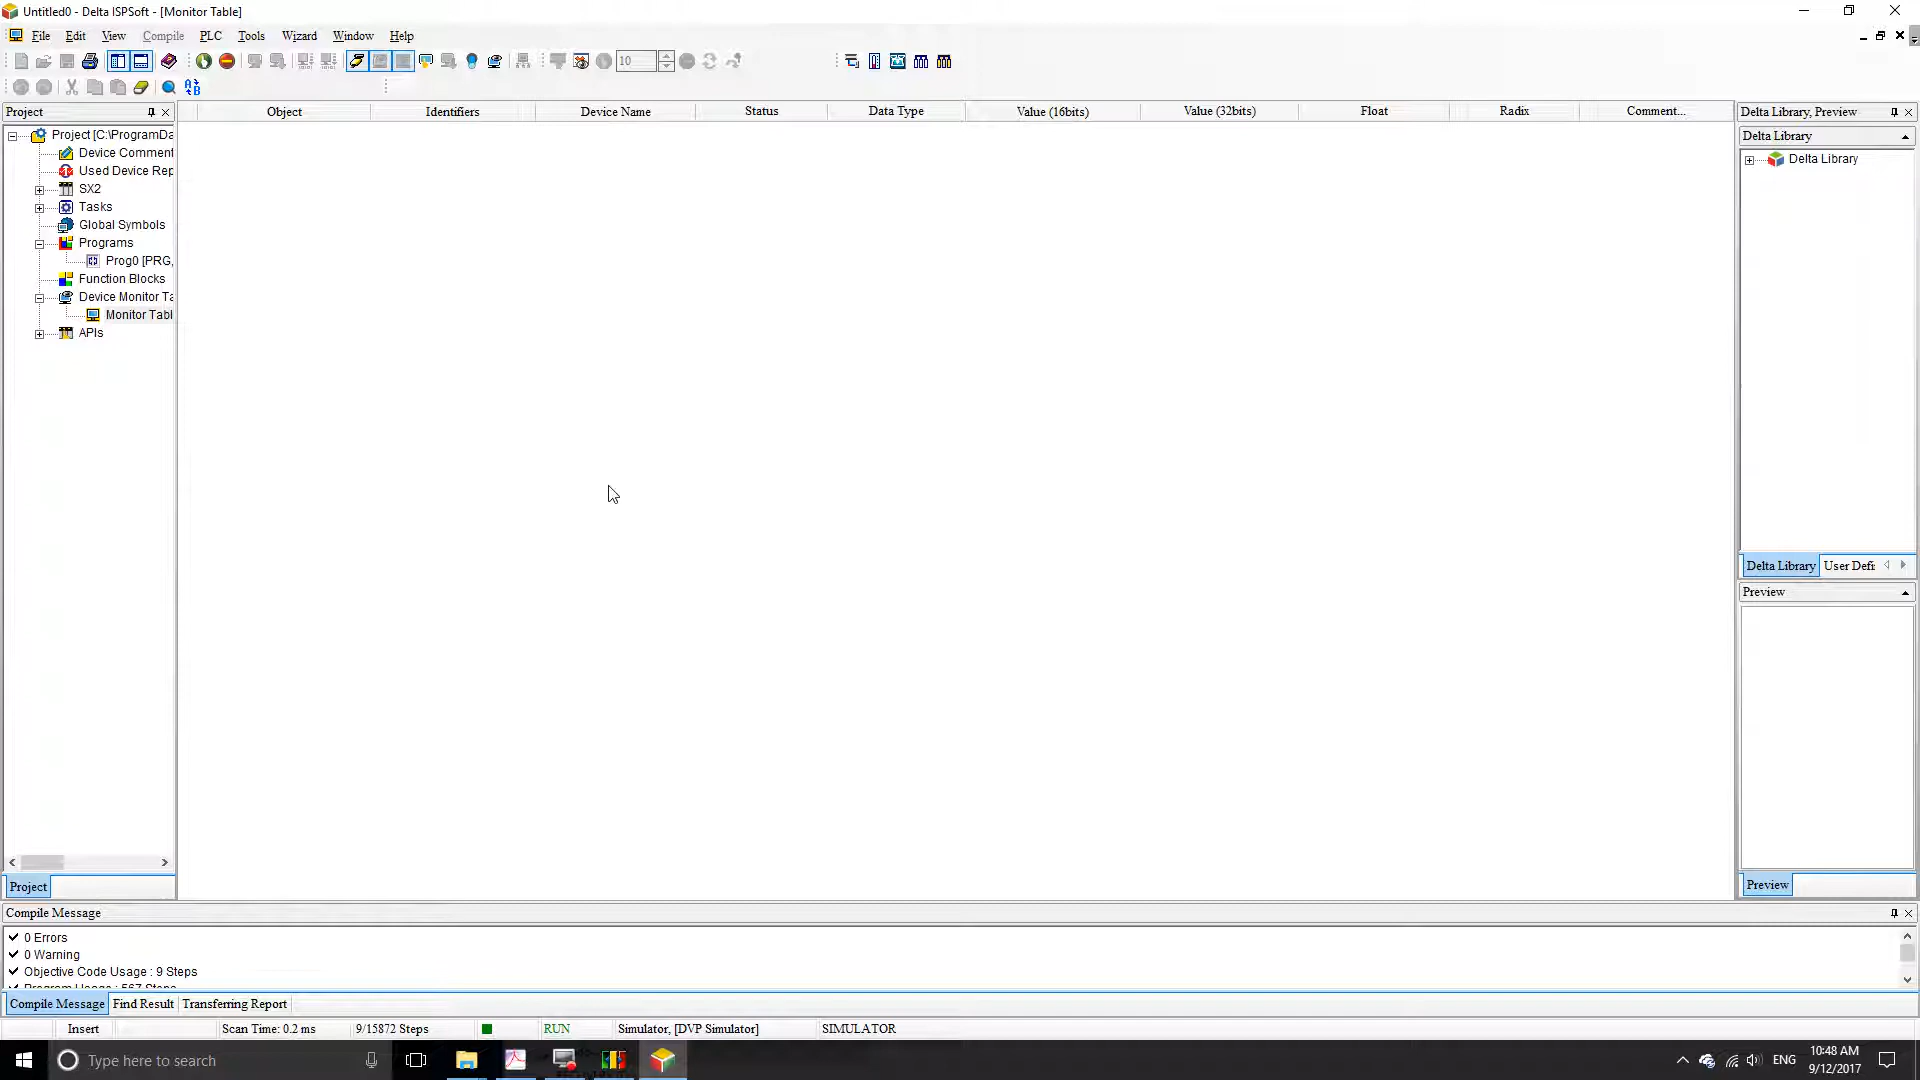 Untitled0 - Delta ISPSoft - [Monitor Table]
File Edit View Compile PLC Tools Wizard Window Help
10
Project
Object Identifiers Device Name Status Data Type Value (16bits) Value (32bits) Float Radix Comment...
Delta Library, Preview
Project [C:\ProgramDa
Device Comment
Used Device Rep
SX2
Tasks
Global Symbols
Programs
Prog0 [PRG,
Function Blocks
Device Monitor Ta
Monitor Tabl
APIs
Delta Library
Delta Library
Delta Library User Defi
Preview
Project
Preview
Compile Message
0 Errors
0 Warning
Objective Code Usage : 9 Steps
Program Usage : 567 Steps
Compile Message Find Result Transferring Report
Insert Scan Time: 0.2 ms 9/15872 Steps RUN Simulator, [DVP Simulator] SIMULATOR
Type here to search
ENG
10:48 AM
9/12/2017